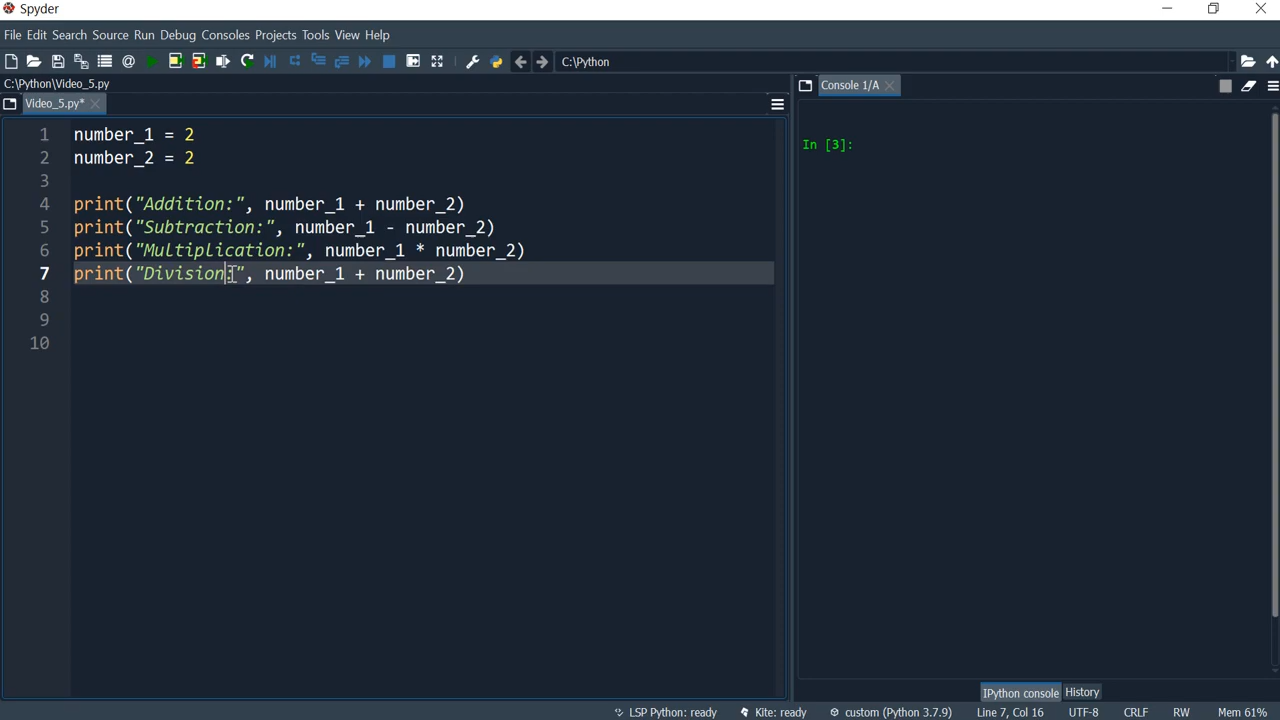 Spyder
File Edit Search Source Run Debug Consoles Projects Tools View Help
C:\Python
C:\Python\Video_5.py
Video_5.py*
Console 1/A
1 number_1 = 2
2 number_2 = 2
3
4 print("Addition:", number_1 + number_2)
5 print("Subtraction:", number_1 - number_2)
6 print("Multiplication:", number_1 * number_2)
7 print("Division:", number_1 + number_2)
8
9
10
In [3]:
IPython console History
LSP Python: ready Kite: ready custom (Python 3.7.9) Line 7, Col 16 UTF-8 CRLF RW Mem 61%